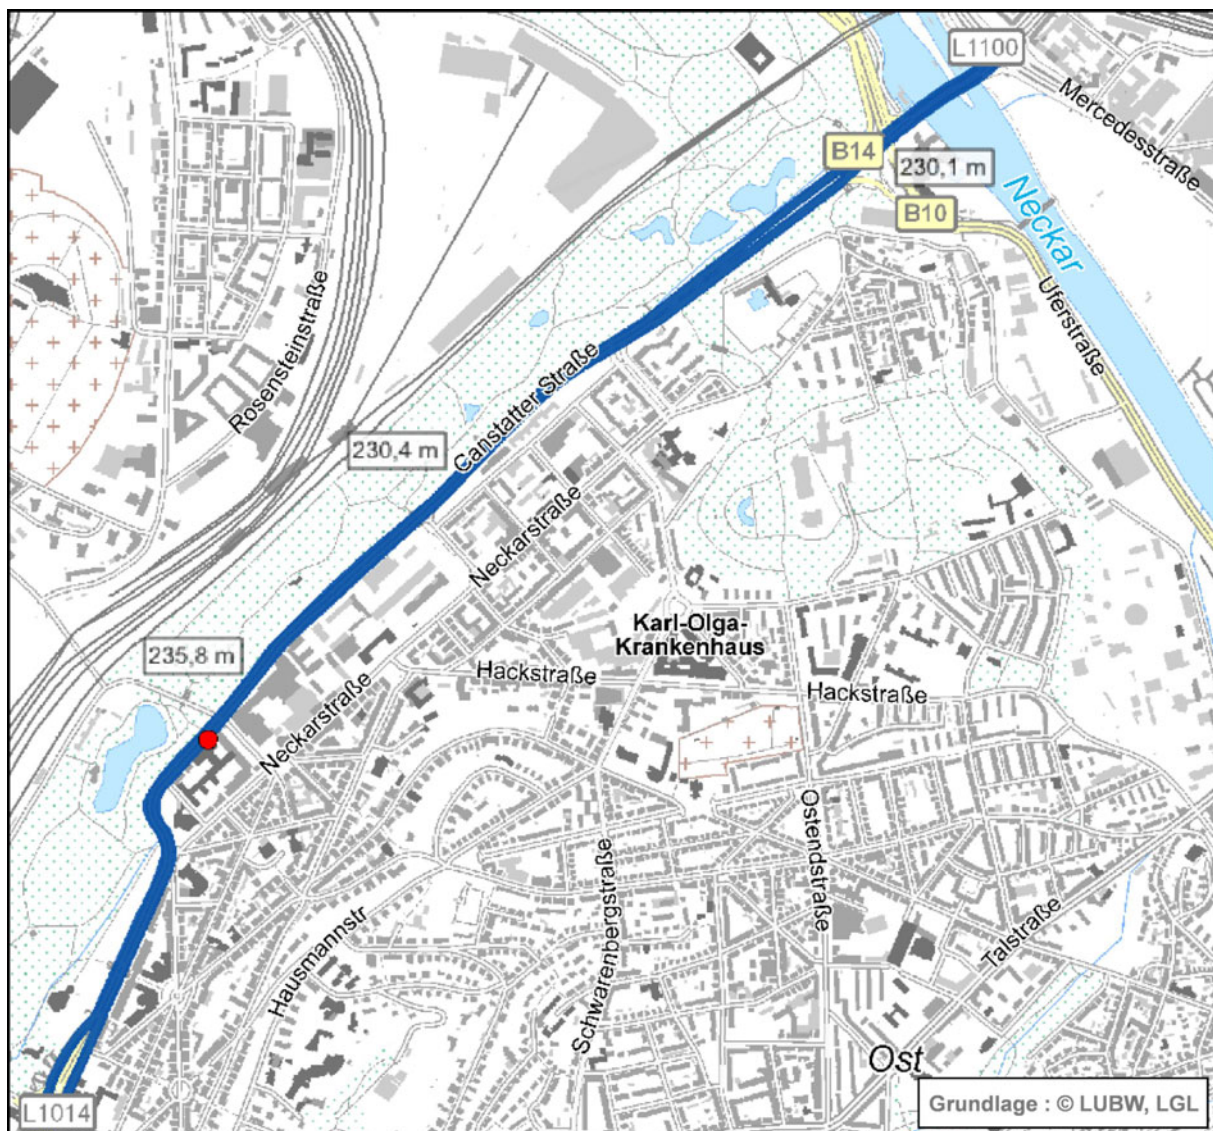 L1100
Mercedesstraße
B14
230,1 m
B10
Neckar
Uferstraße
Rosensteinstraße
Canstatter Straße
230,4 m
Neckarstraße
Karl-Olga-
Krankenhaus
235,8 m
Hackstraße
Hackstraße
Neckarstraße
Ostendstraße
Schwarenbergstraße
Hausmannstr
Talstraße
Ost
L1014
Grundlage : © LUBW, LGL